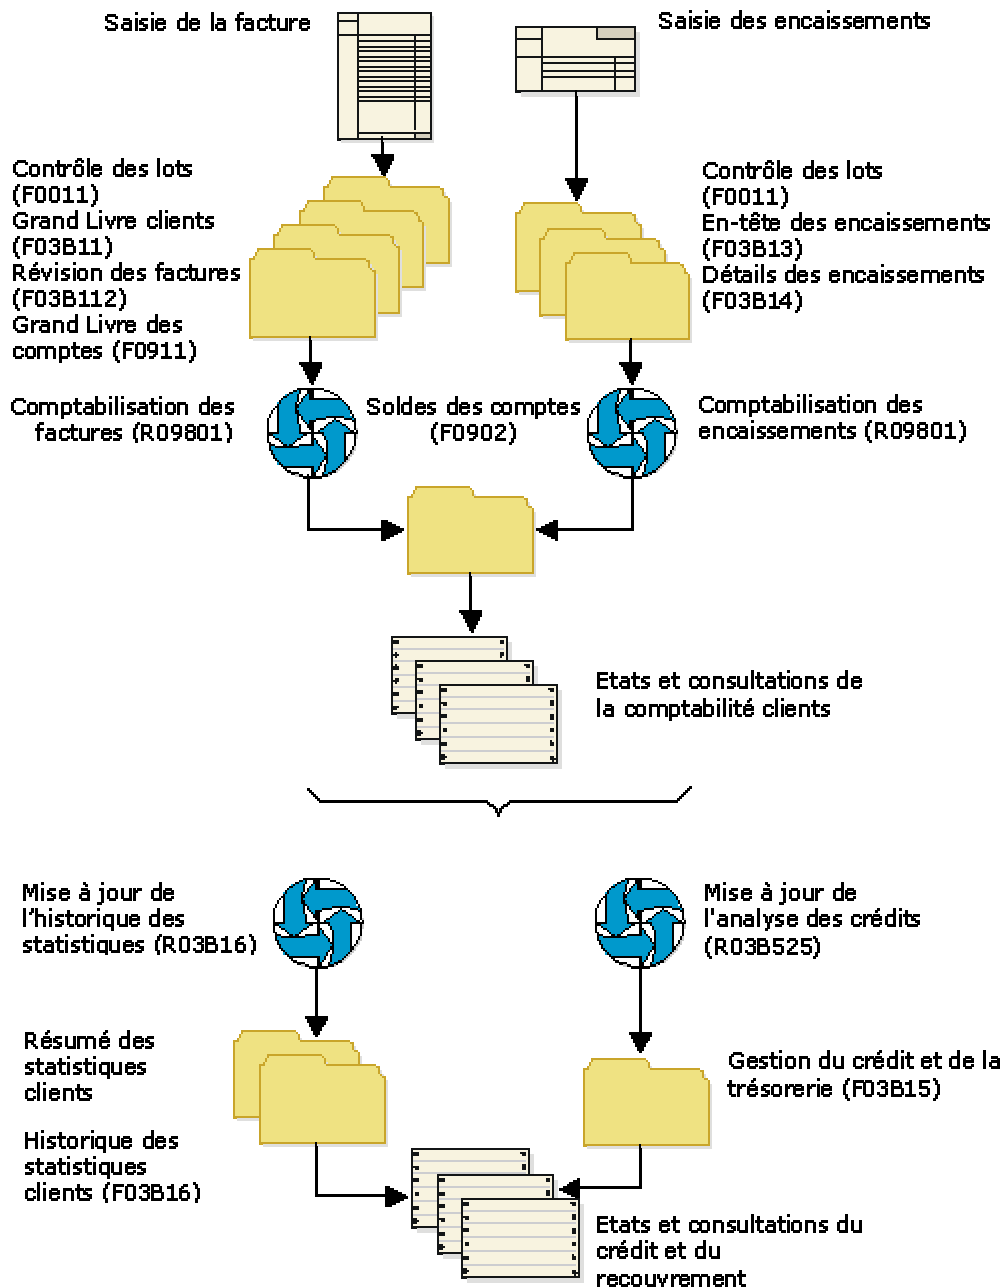 Saisie de la facture
Saisie des encaissements
Contrôle des lots
(F0011)
Grand Livre clients
(F03B11)
Révision des factures
(F03B112)
Grand Livre des
comptes (F0911)
Contrôle des lots
(F0011)
En-tête des encaissements
(F03B13)
Détails des encaissements
(F03B14)
Comptabilisation des
factures (R09801)
Soldes des comptes
(F0902)
Comptabilisation des
encaissements (R09801)
Etats et consultations de
la comptabilité clients
Mise à jour de
l'historique des
statistiques (R03B16)
Mise à jour de
l'analyse des crédits
(R03B525)
Résumé des
statistiques
clients
Gestion du crédit et de la
trésorerie (F03B15)
Historique des
statistiques
clients (F03B16)
Etats et consultations du
crédit et du
recouvrement